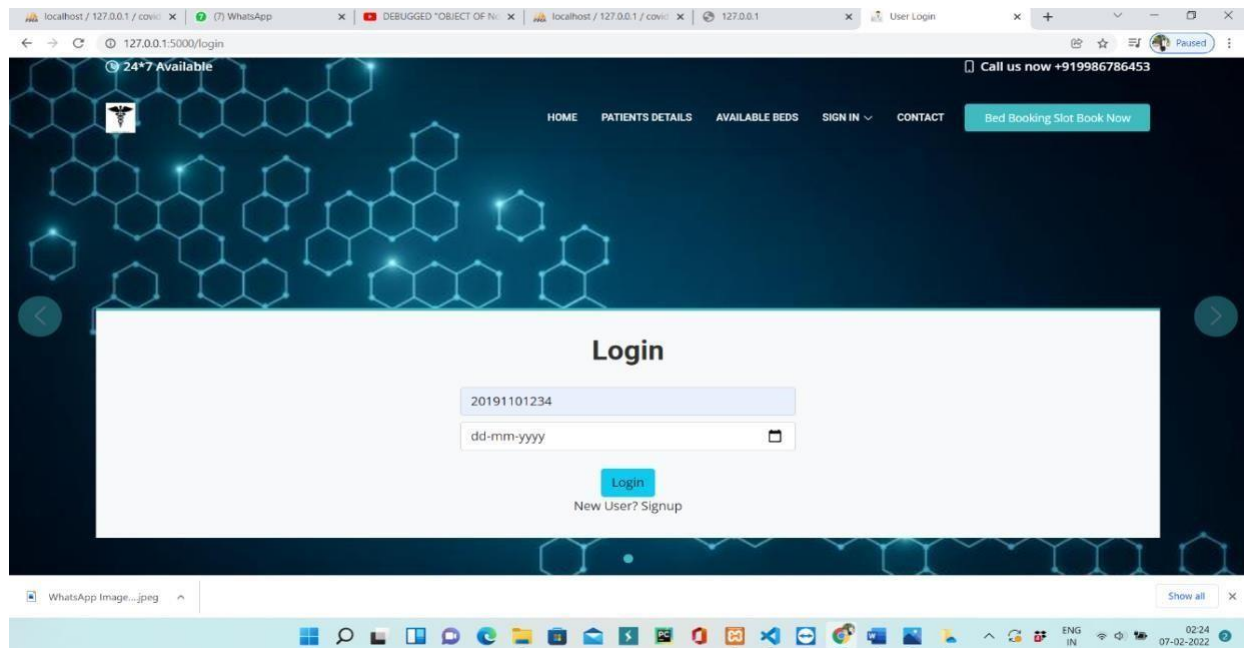 localhost / 127.0.0.1 / covid
(7) WhatsApp
DEBUGGED "OBJECT OF No
localhost / 127.0.0.1 / covid
127.0.0.1
User Login
127.0.0.1:5000/login
Paused
24*7 Available
Call us now +919986786453
HOME PATIENTS DETAILS AVAILABLE BEDS SIGN IN CONTACT Bed Booking Slot Book Now
Login
20191101234
dd-mm-yyyy
Login
New User? Signup
WhatsApp Image....jpeg
Show all
ENG
IN
02:24
07-02-2022
2